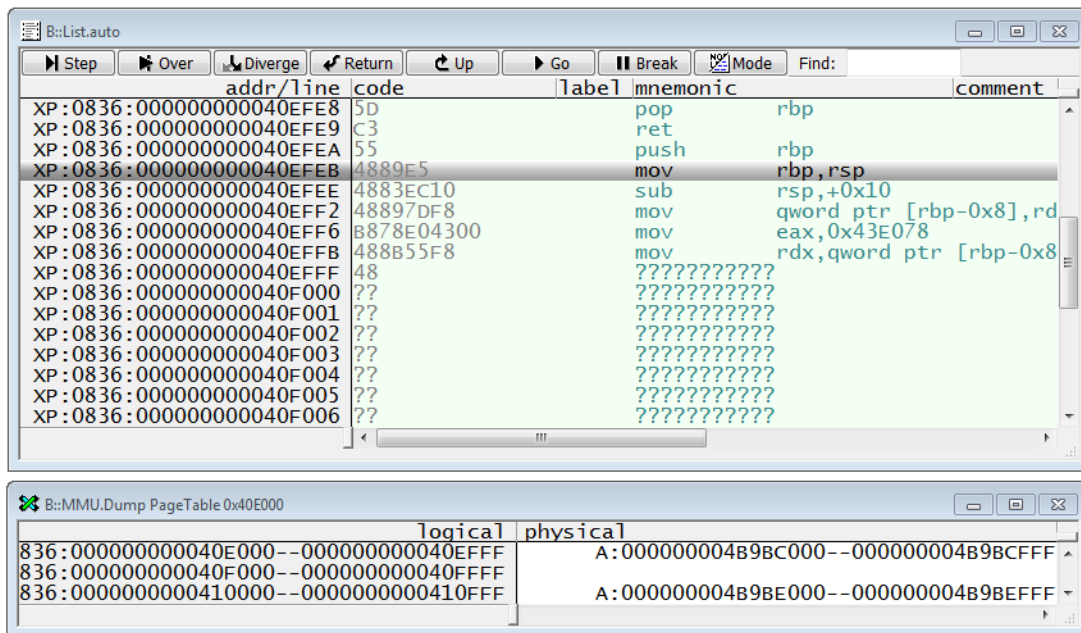 B::List.auto
Step Over Diverge Return Up Go Break Mode Find:
addr/line code label mnemonic comment
XP:0836:000000000040EFE8 5D pop rbp
XP:0836:000000000040EFE9 C3 ret
XP:0836:000000000040EFEA 55 push rbp
XP:0836:000000000040EFEB 4889E5 mov rbp,rsp
XP:0836:000000000040EFEE 4883EC10 sub rsp,+0x10
XP:0836:000000000040EFF2 48897DF8 mov qword ptr [rbp-0x8],rd
XP:0836:000000000040EFF6 B878E04300 mov eax,0x43E078
XP:0836:000000000040EFFB 488B55F8 mov rdx,qword ptr [rbp-0x8
XP:0836:000000000040EFFF 48 ???????????
XP:0836:000000000040F000 ?? ???????????
XP:0836:000000000040F001 ?? ???????????
XP:0836:000000000040F002 ?? ???????????
XP:0836:000000000040F003 ?? ???????????
XP:0836:000000000040F004 ?? ???????????
XP:0836:000000000040F005 ?? ???????????
XP:0836:000000000040F006 ?? ???????????
B::MMU.Dump PageTable 0x40E000
logical physical
836:000000000040E000--000000000040EFFF A:000000004B9BC000--000000004B9BCFFF
836:000000000040F000--000000000040FFFF
836:0000000000410000--0000000000410FFF A:000000004B9BE000--000000004B9BEFFF